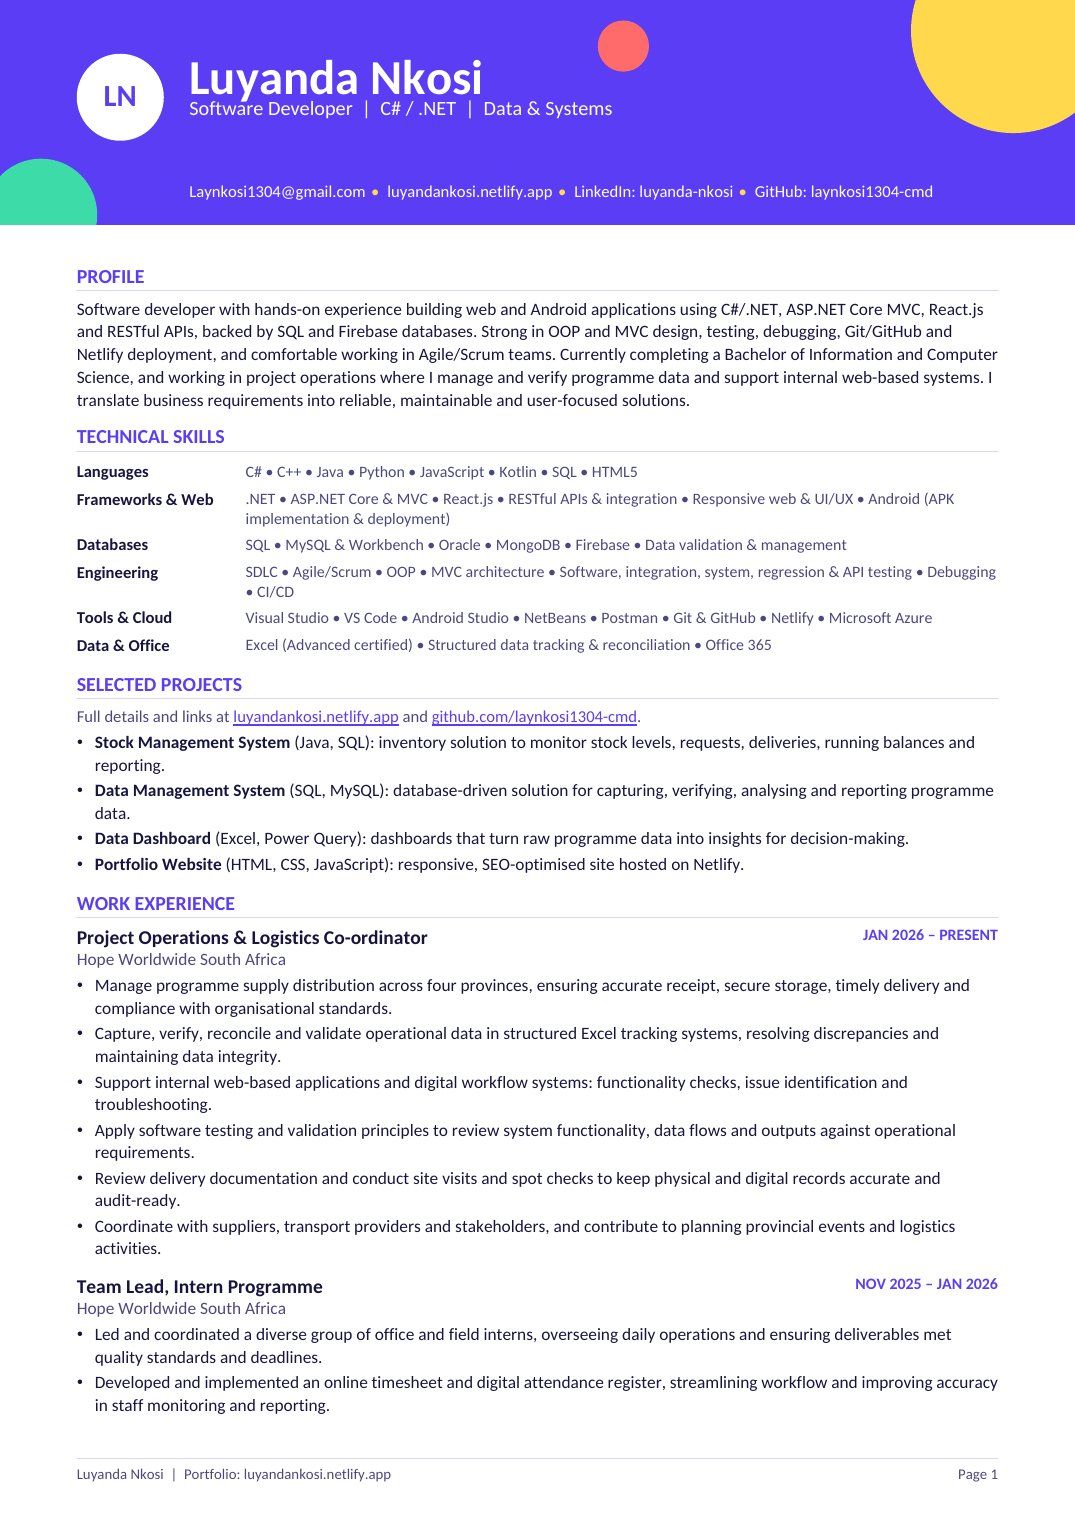 LN
Luyanda Nkosi
Software Developer | C# / .NET | Data & Systems
Laynkosi1304@gmail.com • luyandankosi.netlify.app • LinkedIn: luyanda-nkosi • GitHub: laynkosi1304-cmd
PROFILE
Software developer with hands-on experience building web and Android applications using C#/.NET, ASP.NET Core MVC, React.js
and RESTful APIs, backed by SQL and Firebase databases. Strong in OOP and MVC design, testing, debugging, Git/GitHub and
Netlify deployment, and comfortable working in Agile/Scrum teams. Currently completing a Bachelor of Information and Computer
Science, and working in project operations where I manage and verify programme data and support internal web-based systems. I
translate business requirements into reliable, maintainable and user-focused solutions.
TECHNICAL SKILLS
Languages C# • C++ • Java • Python • JavaScript • Kotlin • SQL • HTML5
Frameworks & Web .NET • ASP.NET Core & MVC • React.js • RESTful APIs & integration • Responsive web & UI/UX • Android (APK
implementation & deployment)
Databases SQL • MySQL & Workbench • Oracle • MongoDB • Firebase • Data validation & management
Engineering SDLC • Agile/Scrum • OOP • MVC architecture • Software, integration, system, regression & API testing • Debugging
• CI/CD
Tools & Cloud Visual Studio • VS Code • Android Studio • NetBeans • Postman • Git & GitHub • Netlify • Microsoft Azure
Data & Office Excel (Advanced certified) • Structured data tracking & reconciliation • Office 365
SELECTED PROJECTS
Full details and links at luyandankosi.netlify.app and github.com/laynkosi1304-cmd.
• Stock Management System (Java, SQL): inventory solution to monitor stock levels, requests, deliveries, running balances and
reporting.
• Data Management System (SQL, MySQL): database-driven solution for capturing, verifying, analysing and reporting programme
data.
• Data Dashboard (Excel, Power Query): dashboards that turn raw programme data into insights for decision-making.
• Portfolio Website (HTML, CSS, JavaScript): responsive, SEO-optimised site hosted on Netlify.
WORK EXPERIENCE
Project Operations & Logistics Co-ordinator JAN 2026 – PRESENT
Hope Worldwide South Africa
• Manage programme supply distribution across four provinces, ensuring accurate receipt, secure storage, timely delivery and
compliance with organisational standards.
• Capture, verify, reconcile and validate operational data in structured Excel tracking systems, resolving discrepancies and
maintaining data integrity.
• Support internal web-based applications and digital workflow systems: functionality checks, issue identification and
troubleshooting.
• Apply software testing and validation principles to review system functionality, data flows and outputs against operational
requirements.
• Review delivery documentation and conduct site visits and spot checks to keep physical and digital records accurate and
audit-ready.
• Coordinate with suppliers, transport providers and stakeholders, and contribute to planning provincial events and logistics
activities.
Team Lead, Intern Programme NOV 2025 – JAN 2026
Hope Worldwide South Africa
• Led and coordinated a diverse group of office and field interns, overseeing daily operations and ensuring deliverables met
quality standards and deadlines.
• Developed and implemented an online timesheet and digital attendance register, streamlining workflow and improving accuracy
in staff monitoring and reporting.
Luyanda Nkosi | Portfolio: luyandankosi.netlify.app Page 1